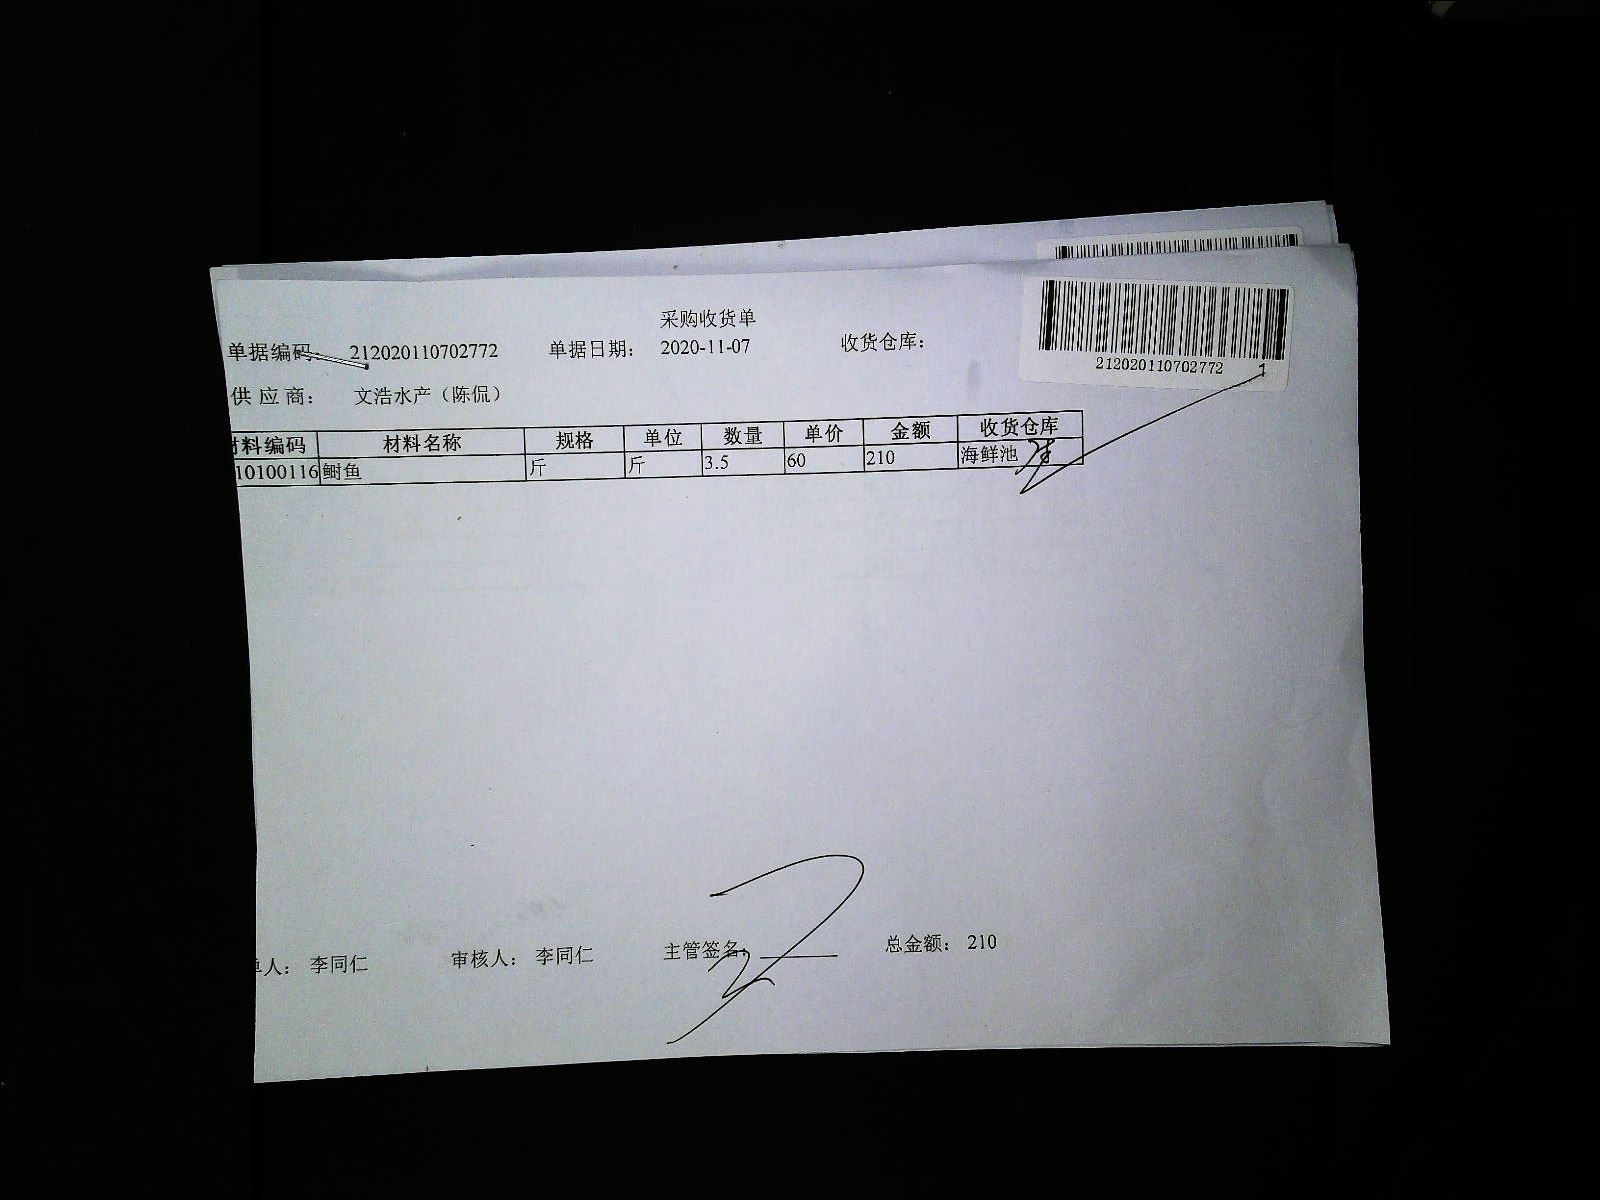 采购收货单
单据编码： 212020110702772 单据日期： 2020-11-07 收货仓库：
212020110702772
供 应 商： 文浩水产（陈侃）
材料编码 材料名称 规格 单位 数量 单价 金额 收货仓库
10100116 鲥鱼 斤 斤 3.5 60 210 海鲜池
单人： 李同仁 审核人： 李同仁 主管签名： 总金额： 210